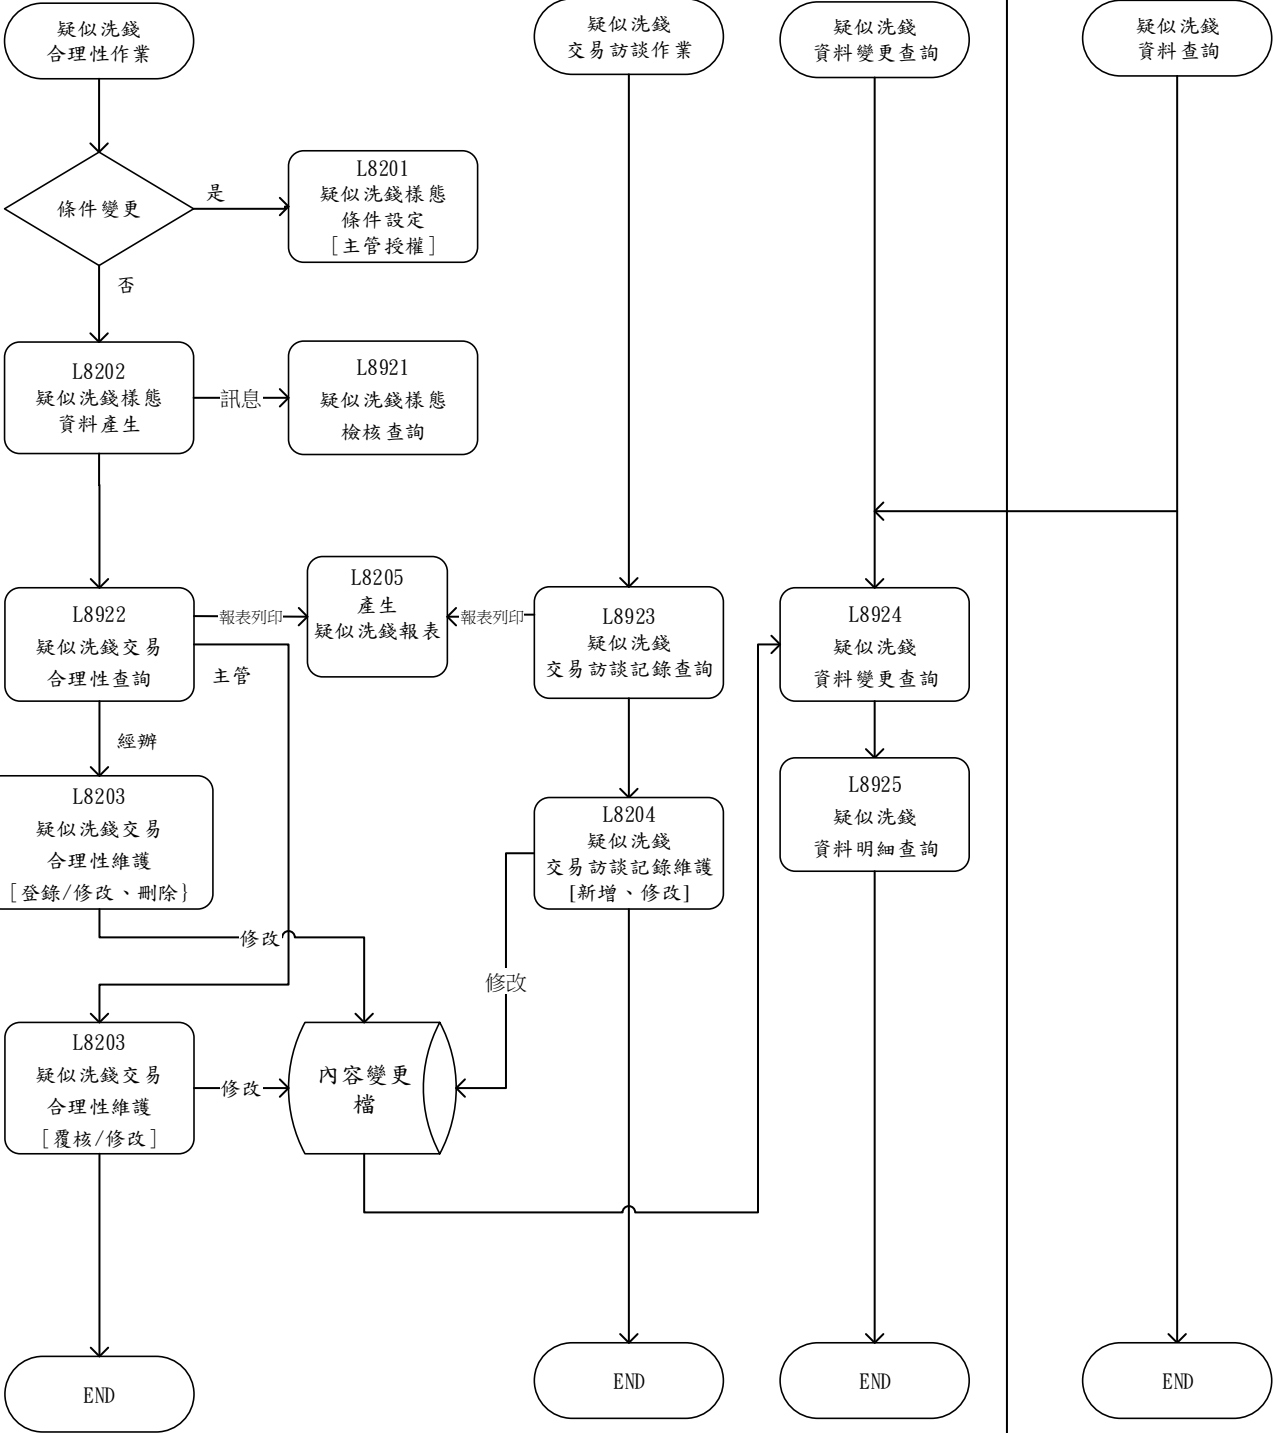 疑似洗錢
合理性作業
疑似洗錢
交易訪談作業
疑似洗錢
資料變更查詢
疑似洗錢
資料查詢
條件變更
是
L8201
疑似洗錢樣態
條件設定
[主管授權]
否
L8202
疑似洗錢樣態
資料產生
訊息
L8921
疑似洗錢樣態
檢核查詢
L8922
疑似洗錢交易
合理性查詢
報表列印
L8205
產生
疑似洗錢報表
報表列印
L8923
疑似洗錢
交易訪談記錄查詢
L8924
疑似洗錢
資料變更查詢
主管
經辦
L8203
疑似洗錢交易
合理性維護
[登錄/修改、刪除}
L8204
疑似洗錢
交易訪談記錄維護
[新增、修改]
L8925
疑似洗錢
資料明細查詢
修改
修改
L8203
疑似洗錢交易
合理性維護
[覆核/修改]
修改
內容變更
檔
END
END
END
END